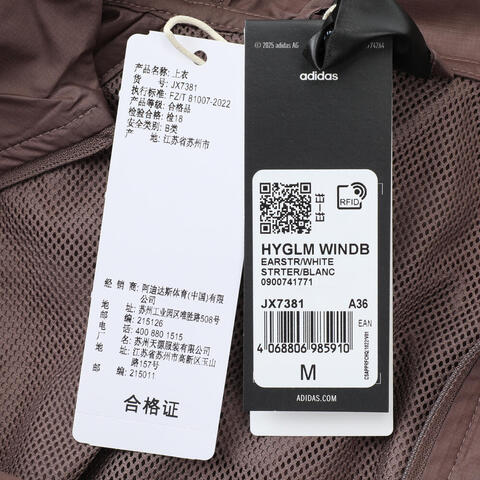 产品名称: 上衣
货 号: JX7381
执行标准: FZ/T 81007-2022
产品等级: 合格品
检验合格: 检18
安全类别: B类
产 地: 江苏省苏州市
经 销 商: 阿迪达斯体育(中国)有限
公司
地 址: 苏州工业园区唯胜路508号
邮 编: 215126
电 话: 400 880 1515
制 造 商: 苏州天源服装有限公司
厂 址: 江苏省苏州市高新区玉山
路157号
邮 编: 215011
合格证
© 2025 adidas AG
74264
adidas
RFID
HYGLM WINDB
EARSTR/WHITE
STRTER/BLANC
0900741771
JX7381 A36
EAN
4 068806 985910
M
ADIDAS.COM